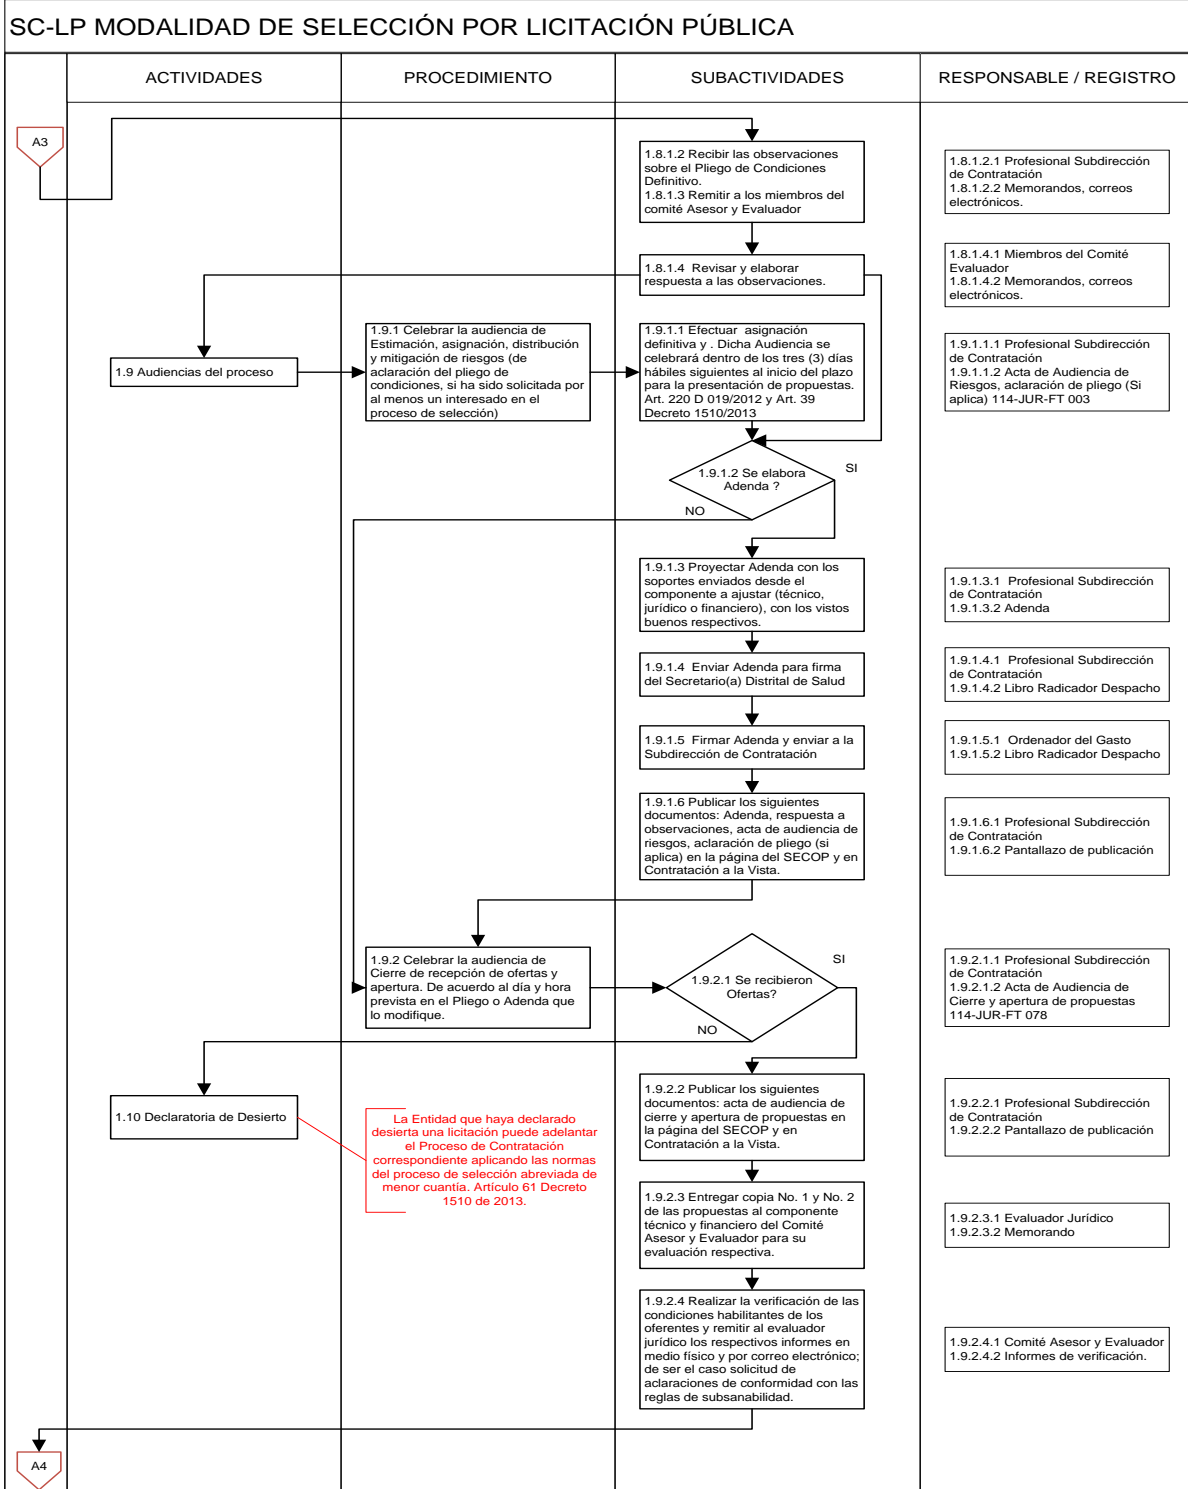 SC-LP MODALIDAD DE SELECCIÓN POR LICITACIÓN PÚBLICA
ACTIVIDADES
PROCEDIMIENTO
SUBACTIVIDADES
RESPONSABLE / REGISTRO
A3
1.8.1.2 Recibir las observaciones
sobre el Pliego de Condiciones
Definitivo.
1.8.1.3 Remitir a los miembros del
comité Asesor y Evaluador
1.8.1.2.1 Profesional Subdirección
de Contratación
1.8.1.2.2 Memorandos, correos
electrónicos.
1.8.1.4 Revisar y elaborar
respuesta a las observaciones.
1.8.1.4.1 Miembros del Comité
Evaluador
1.8.1.4.2 Memorandos, correos
electrónicos.
1.9 Audiencias del proceso
1.9.1 Celebrar la audiencia de
Estimación, asignación, distribución
y mitigación de riesgos (de
aclaración del pliego de
condiciones, si ha sido solicitada por
al menos un interesado en el
proceso de selección)
1.9.1.1 Efectuar asignación
definitiva y . Dicha Audiencia se
celebrará dentro de los tres (3) días
hábiles siguientes al inicio del plazo
para la presentación de propuestas.
Art. 220 D 019/2012 y Art. 39
Decreto 1510/2013
1.9.1.1.1 Profesional Subdirección
de Contratación
1.9.1.1.2 Acta de Audiencia de
Riesgos, aclaración de pliego (Si
aplica) 114-JUR-FT 003
1.9.1.2 Se elabora
Adenda ?
SI
NO
1.9.1.3 Proyectar Adenda con los
soportes enviados desde el
componente a ajustar (técnico,
jurídico o financiero), con los vistos
buenos respectivos.
1.9.1.3.1 Profesional Subdirección
de Contratación
1.9.1.3.2 Adenda
1.9.1.4 Enviar Adenda para firma
del Secretario(a) Distrital de Salud
1.9.1.4.1 Profesional Subdirección
de Contratación
1.9.1.4.2 Libro Radicador Despacho
1.9.1.5 Firmar Adenda y enviar a la
Subdirección de Contratación
1.9.1.5.1 Ordenador del Gasto
1.9.1.5.2 Libro Radicador Despacho
1.9.1.6 Publicar los siguientes
documentos: Adenda, respuesta a
observaciones, acta de audiencia de
riesgos, aclaración de pliego (si
aplica) en la página del SECOP y en
Contratación a la Vista.
1.9.1.6.1 Profesional Subdirección
de Contratación
1.9.1.6.2 Pantallazo de publicación
1.9.2 Celebrar la audiencia de
Cierre de recepción de ofertas y
apertura. De acuerdo al día y hora
prevista en el Pliego o Adenda que
lo modifique.
1.9.2.1 Se recibieron
Ofertas?
SI
NO
1.9.2.1.1 Profesional Subdirección
de Contratación
1.9.2.1.2 Acta de Audiencia de
Cierre y apertura de propuestas
114-JUR-FT 078
1.10 Declaratoria de Desierto
La Entidad que haya declarado
desierta una licitación puede adelantar
el Proceso de Contratación
correspondiente aplicando las normas
del proceso de selección abreviada de
menor cuantía. Artículo 61 Decreto
1510 de 2013.
1.9.2.2 Publicar los siguientes
documentos: acta de audiencia de
cierre y apertura de propuestas en
la página del SECOP y en
Contratación a la Vista.
1.9.2.2.1 Profesional Subdirección
de Contratación
1.9.2.2.2 Pantallazo de publicación
1.9.2.3 Entregar copia No. 1 y No. 2
de las propuestas al componente
técnico y financiero del Comité
Asesor y Evaluador para su
evaluación respectiva.
1.9.2.3.1 Evaluador Jurídico
1.9.2.3.2 Memorando
1.9.2.4 Realizar la verificación de las
condiciones habilitantes de los
oferentes y remitir al evaluador
jurídico los respectivos informes en
medio físico y por correo electrónico;
de ser el caso solicitud de
aclaraciones de conformidad con las
reglas de subsanabilidad.
1.9.2.4.1 Comité Asesor y Evaluador
1.9.2.4.2 Informes de verificación.
A4